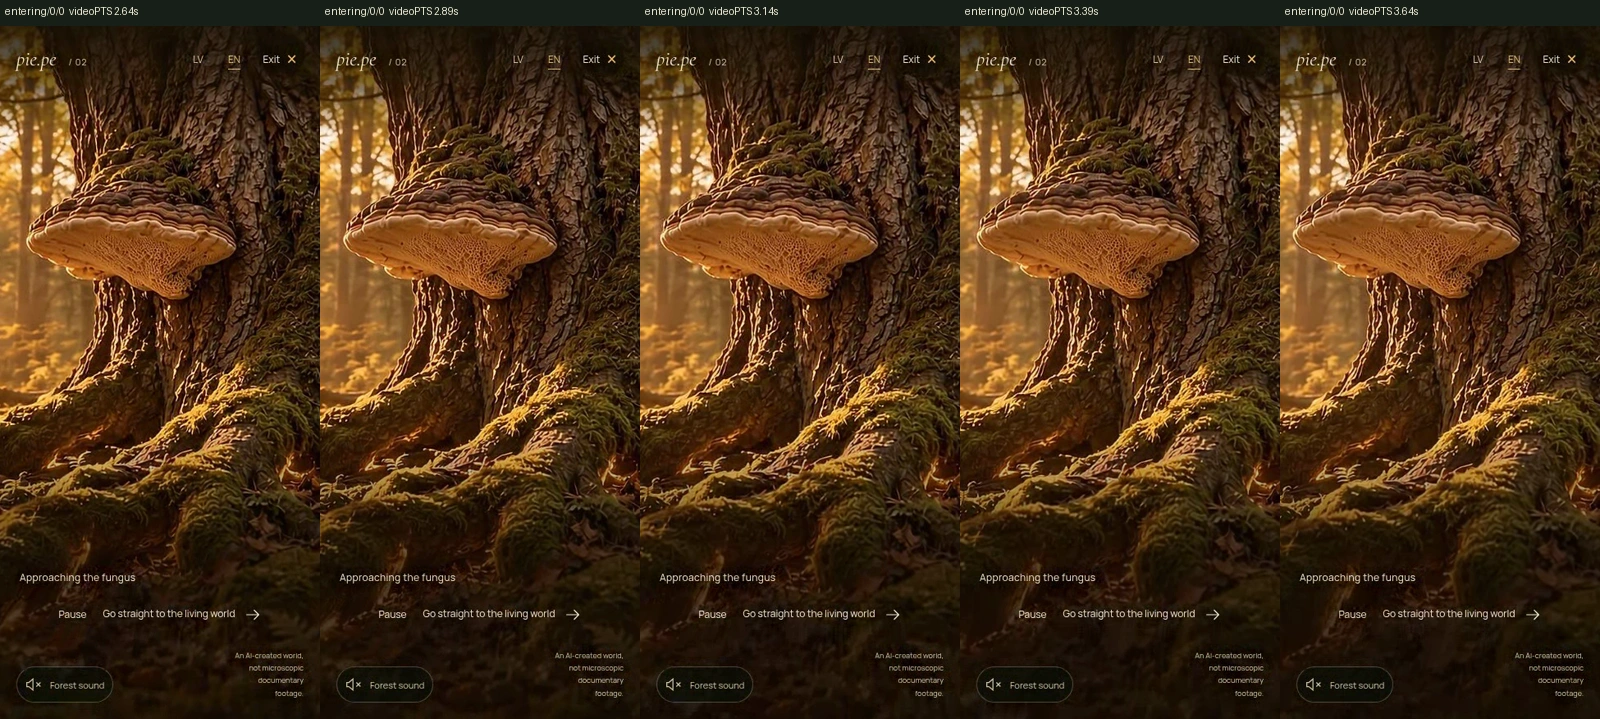 entering/0/0 videoPTS 2.64s
pie.pe / 02 LV EN Exit ×
Approaching the fungus
Pause Go straight to the living world →
Forest sound
An AI-created world,
not microscopic
documentary
footage.
entering/0/0 videoPTS 2.89s
pie.pe / 02 LV EN Exit ×
Approaching the fungus
Pause Go straight to the living world →
Forest sound
An AI-created world,
not microscopic
documentary
footage.
entering/0/0 videoPTS 3.14s
pie.pe / 02 LV EN Exit ×
Approaching the fungus
Pause Go straight to the living world →
Forest sound
An AI-created world,
not microscopic
documentary
footage.
entering/0/0 videoPTS 3.39s
pie.pe / 02 LV EN Exit ×
Approaching the fungus
Pause Go straight to the living world →
Forest sound
An AI-created world,
not microscopic
documentary
footage.
entering/0/0 videoPTS 3.64s
pie.pe / 02 LV EN Exit ×
Approaching the fungus
Pause Go straight to the living world →
Forest sound
An AI-created world,
not microscopic
documentary
footage.